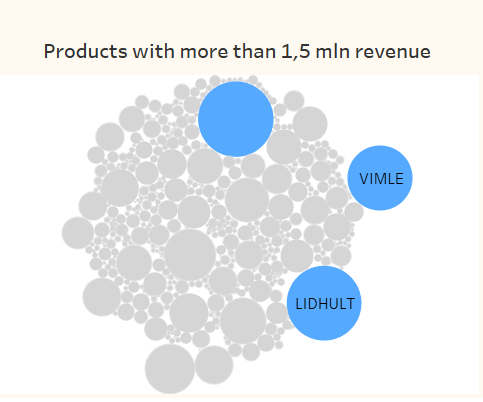 Products with more than 1,5 mln revenue
VIMLE
LIDHULT